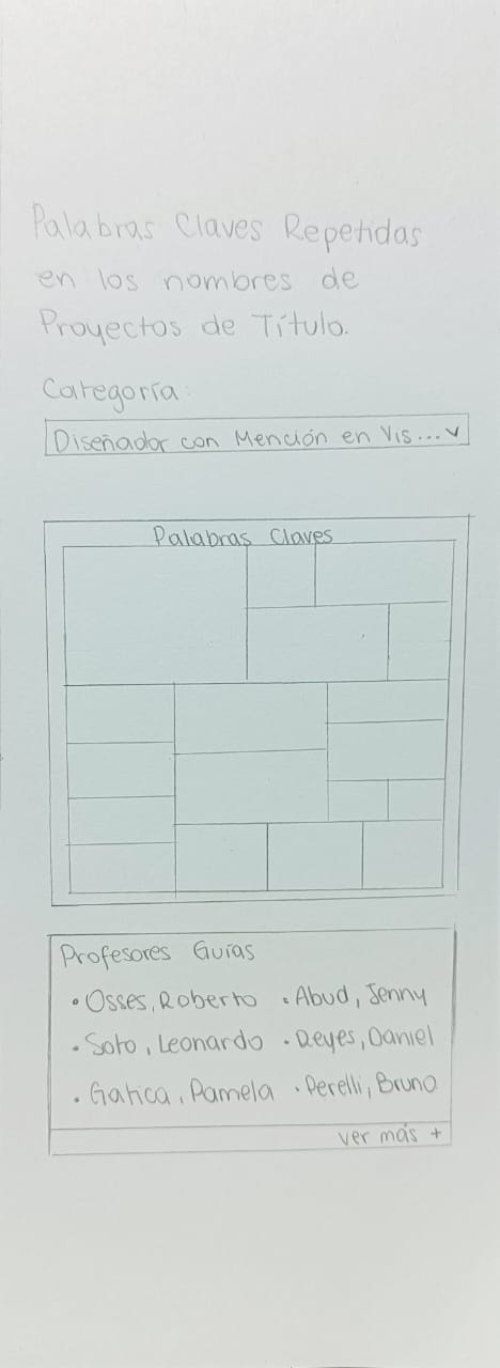 Palabras Claves Repetidas
en los nombres de
Proyectos de Título.
Categoría:
Diseñador con Mención en Vis...
Palabras Claves
Profesores Guías
• Osses, Roberto • Abud, Jenny
• Soto, Leonardo • Reyes, Daniel
• Gatica, Pamela • Perelli, Bruno
ver más +